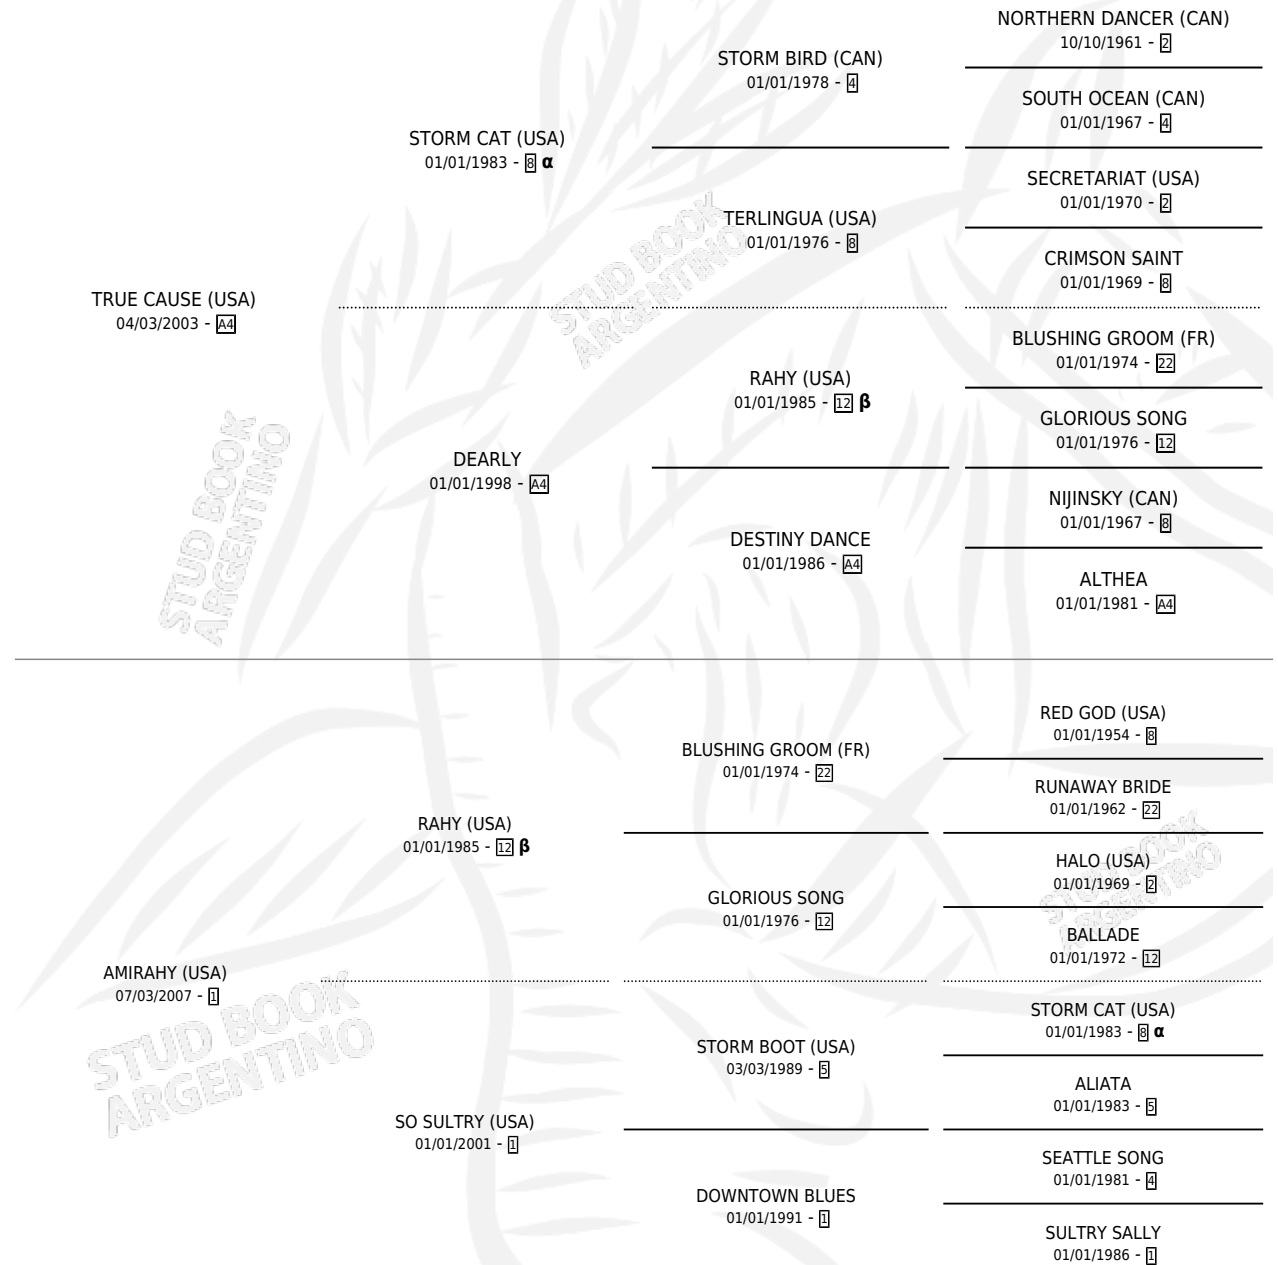 NORTHERN DANCER (CAN)
10/10/1961 - 2
STORM BIRD (CAN)
01/01/1978 - 4
SOUTH OCEAN (CAN)
01/01/1967 - 4
STORM CAT (USA)
01/01/1983 - 8 α
SECRETARIAT (USA)
01/01/1970 - 2
TERLINGUA (USA)
01/01/1976 - 8
CRIMSON SAINT
01/01/1969 - 8
TRUE CAUSE (USA)
04/03/2003 - A4
BLUSHING GROOM (FR)
01/01/1974 - 22
RAHY (USA)
01/01/1985 - 12 β
GLORIOUS SONG
01/01/1976 - 12
DEARLY
01/01/1998 - A4
NIJINSKY (CAN)
01/01/1967 - 8
DESTINY DANCE
01/01/1986 - A4
ALTHEA
01/01/1981 - A4
RED GOD (USA)
01/01/1954 - 8
BLUSHING GROOM (FR)
01/01/1974 - 22
RUNAWAY BRIDE
01/01/1962 - 22
RAHY (USA)
01/01/1985 - 12 β
HALO (USA)
01/01/1969 - 2
GLORIOUS SONG
01/01/1976 - 12
BALLADE
01/01/1972 - 12
AMIRAHY (USA)
07/03/2007 - 1
STORM CAT (USA)
01/01/1983 - 8 α
STORM BOOT (USA)
03/03/1989 - 5
ALIATA
01/01/1983 - 5
SO SULTRY (USA)
01/01/2001 - 1
SEATTLE SONG
01/01/1981 - 4
DOWNTOWN BLUES
01/01/1991 - 1
SULTRY SALLY
01/01/1986 - 1
STUD BOOK
ARGENTINO
STUD BOOK
ARGENTINO
STUD BOOK
ARGENTINO
STUD BOOK
ARGENTINO